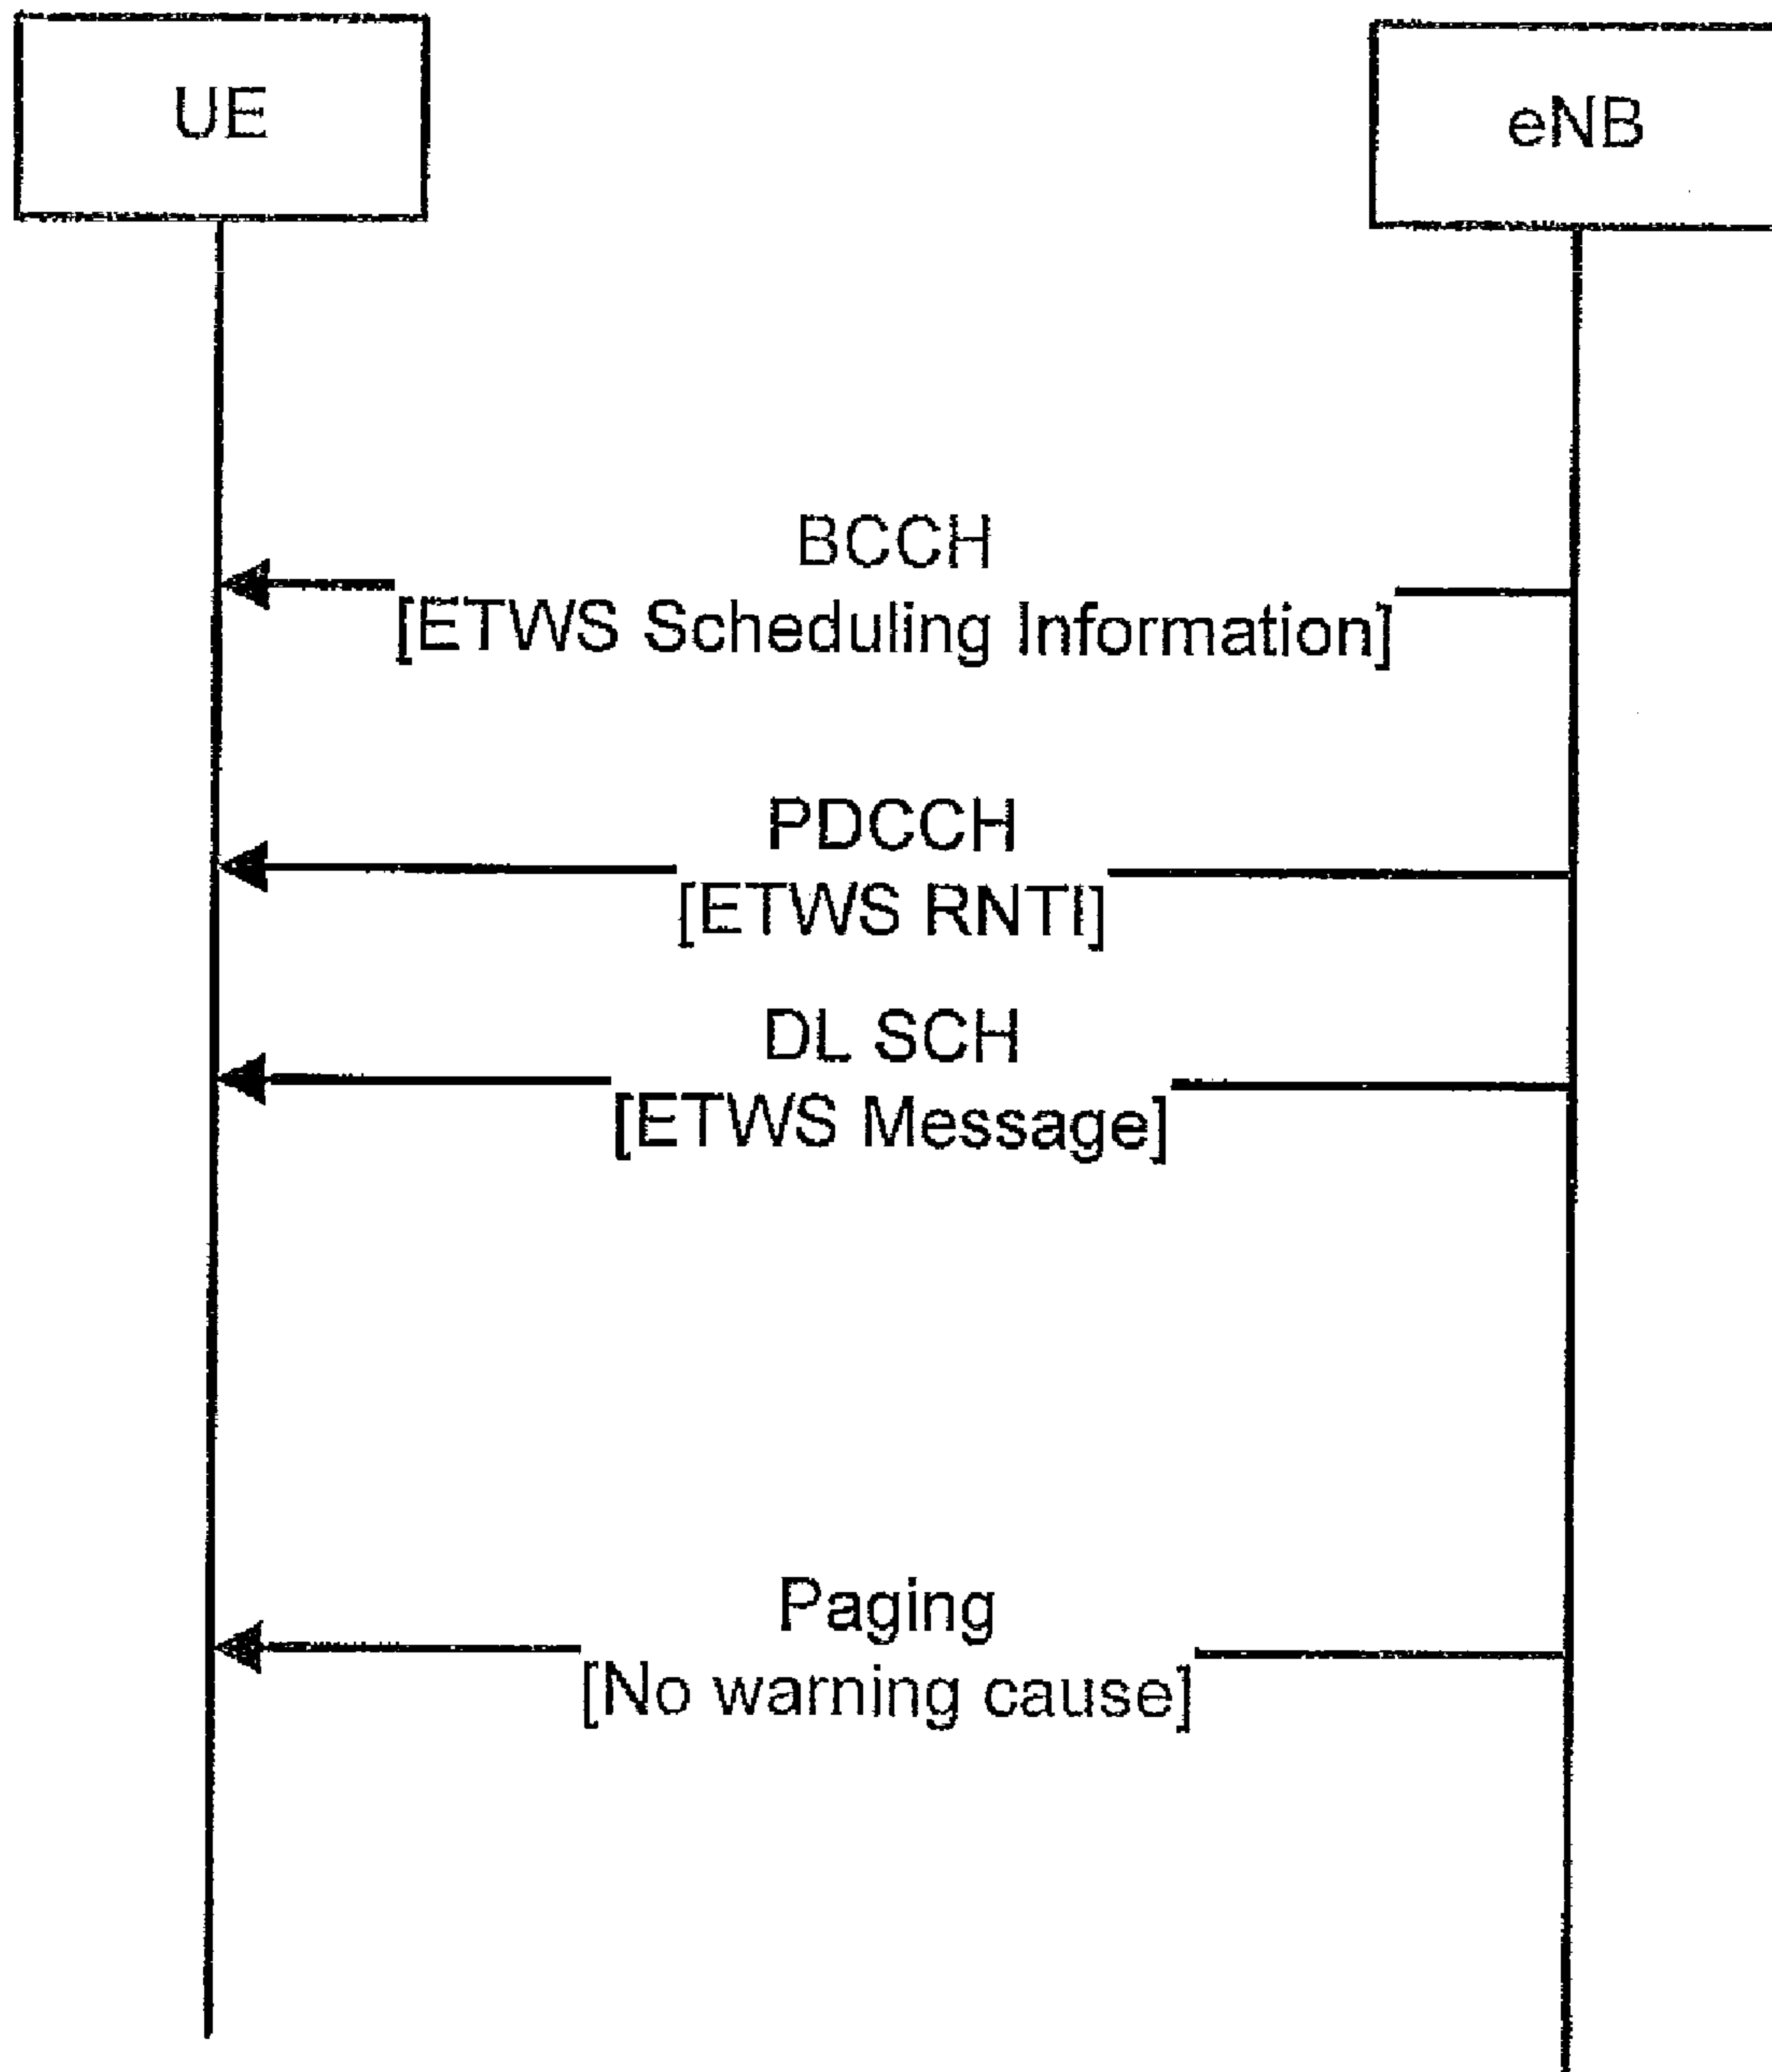 UE
eNB
BCCH
[ETWS Scheduling Information]
PDCCH
[ETWS RNTI]
DL SCH
[ETWS Message]
Paging
[No warning cause]